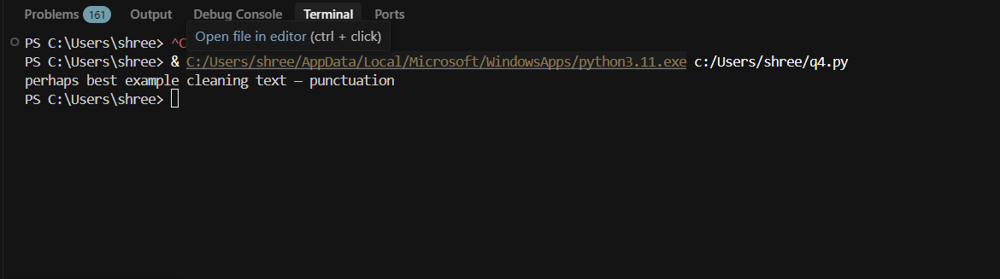 Problems 161 Output Debug Console Terminal Ports
Open file in editor (ctrl + click)
PS C:\Users\shree> ^C
PS C:\Users\shree> & C:/Users/shree/AppData/Local/Microsoft/WindowsApps/python3.11.exe c:/Users/shree/q4.py
perhaps best example cleaning text — punctuation
PS C:\Users\shree>